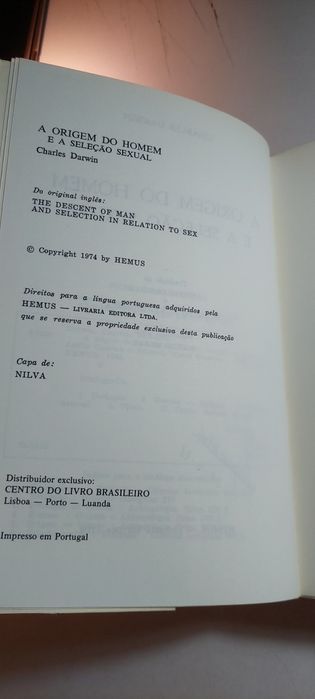 A ORIGEM DO HOMEM
E A SELEÇÃO SEXUAL
Charles Darwin
Do original inglês:
THE DESCENT OF MAN
AND SELECTION IN RELATION TO SEX
© Copyright 1974 by HEMUS
Direitos para a língua portuguesa adquiridos pela
HEMUS — LIVRARIA EDITORA LTDA.
que se reserva a propriedade exclusiva desta publicação
Capa de:
NILVA
Distribuidor exclusivo:
CENTRO DO LIVRO BRASILEIRO
Lisboa — Porto — Luanda
Impresso em Portugal